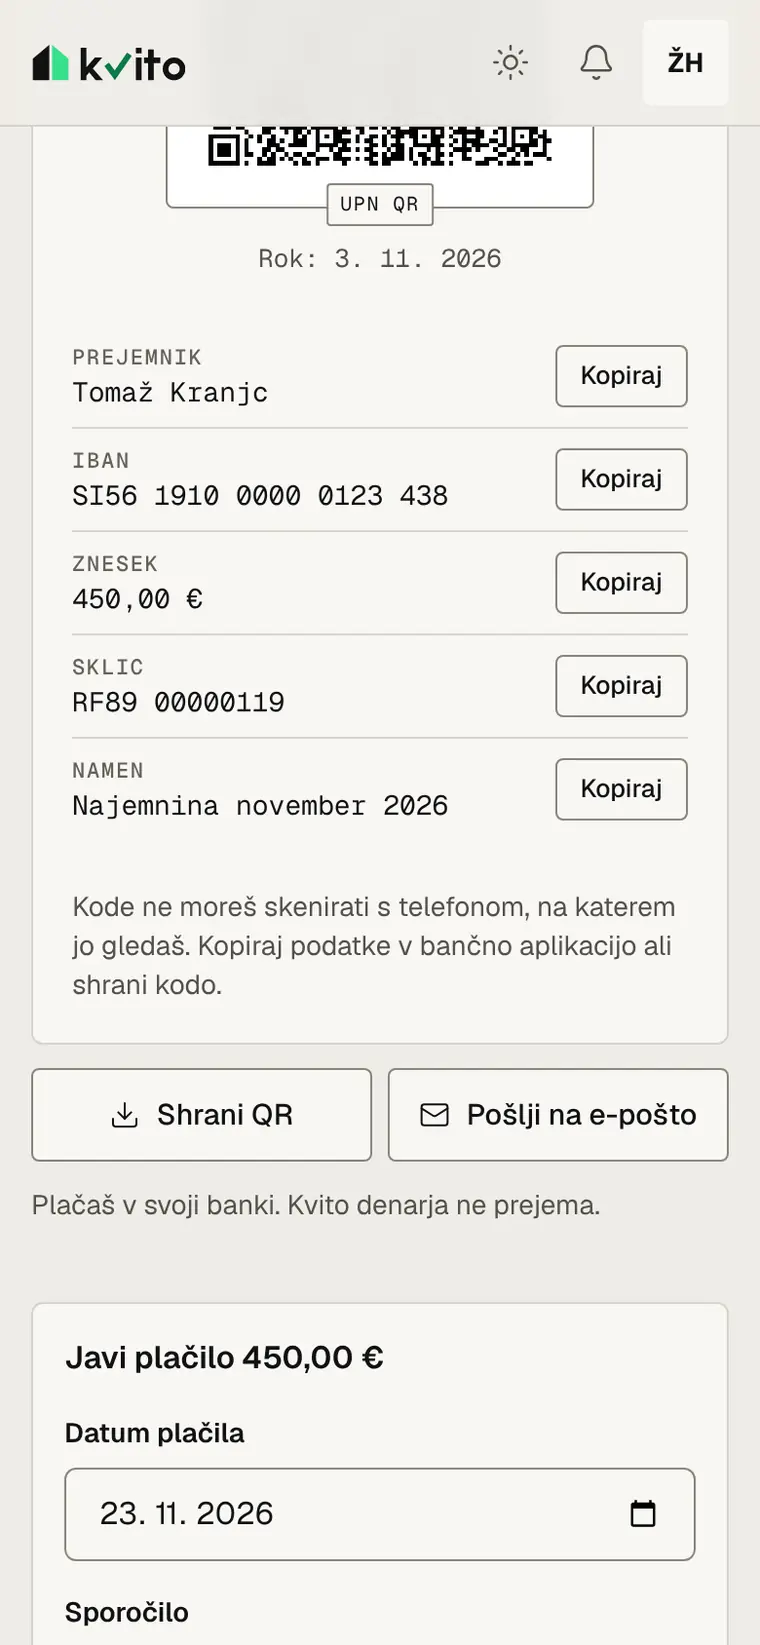 kvito
ŽH
UPN QR
Rok: 3. 11. 2026
PREJEMNIK
Tomaž Kranjc
Kopiraj
IBAN
SI56 1910 0000 0123 438
Kopiraj
ZNESEK
450,00 €
Kopiraj
SKLIC
RF89 00000119
Kopiraj
NAMEN
Najemnina november 2026
Kopiraj
Kode ne moreš skenirati s telefonom, na katerem
jo gledaš. Kopiraj podatke v bančno aplikacijo ali
shrani kodo.
Shrani QR
Pošlji na e-pošto
Plačaš v svoji banki. Kvito denarja ne prejema.
Javi plačilo 450,00 €
Datum plačila
23. 11. 2026
Sporočilo